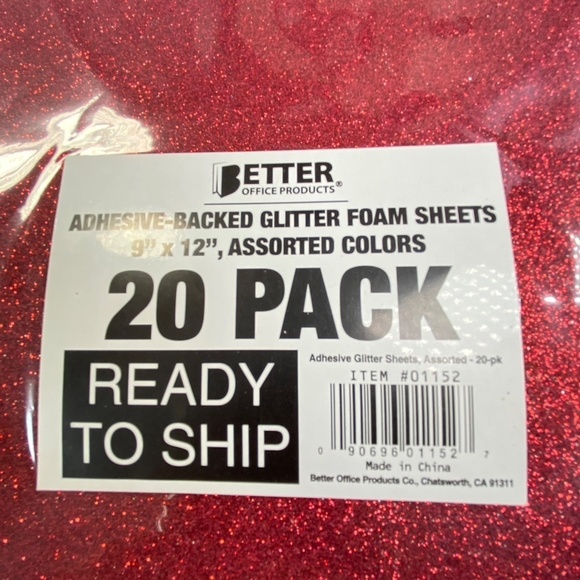 BETTER
OFFICE PRODUCTS®
ADHESIVE-BACKED GLITTER FOAM SHEETS
9" x 12", ASSORTED COLORS
20 PACK
READY
TO SHIP
Adhesive Glitter Sheets, Assorted - 20-pk
ITEM #01152
0 90696 01152 7
Made in China
Better Office Products Co., Chatsworth, CA 91311